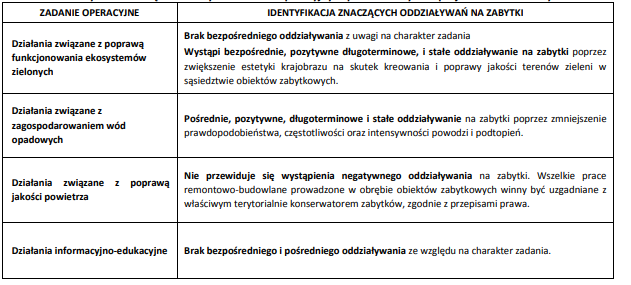 ZADANIE OPERACYJNE
IDENTYFIKACJA ZNACZĄCYCH ODDZIAŁYWAŃ NA ZABYTKI
Działania związane z poprawą
funkcjonowania ekosystemów
zielonych
Brak bezpośredniego oddziaływania z uwagi na charakter zadania
Wystąpi bezpośrednie, pozytywne długoterminowe, i stałe oddziaływanie na zabytki poprzez
zwiększenie estetyki krajobrazu na skutek kreowania i poprawy jakości terenów zieleni w
sąsiedztwie obiektów zabytkowych.
Działania związane z
zagospodarowaniem wód
opadowych
Pośrednie, pozytywne, długoterminowe i stałe oddziaływanie na zabytki poprzez zmniejszenie
prawdopodobieństwa, częstotliwości oraz intensywności powodzi i podtopień.
Działania związane z poprawą
jakości powietrza
Nie przewiduje się wystąpienia negatywnego oddziaływania na zabytki. Wszelkie prace
remontowo-budowlane prowadzone w obrębie obiektów zabytkowych winny być uzgadniane z
właściwym terytorialnie konserwatorem zabytków, zgodnie z przepisami prawa.
Działania informacyjno-edukacyjne
Brak bezpośredniego i pośredniego oddziaływania ze względu na charakter zadania.